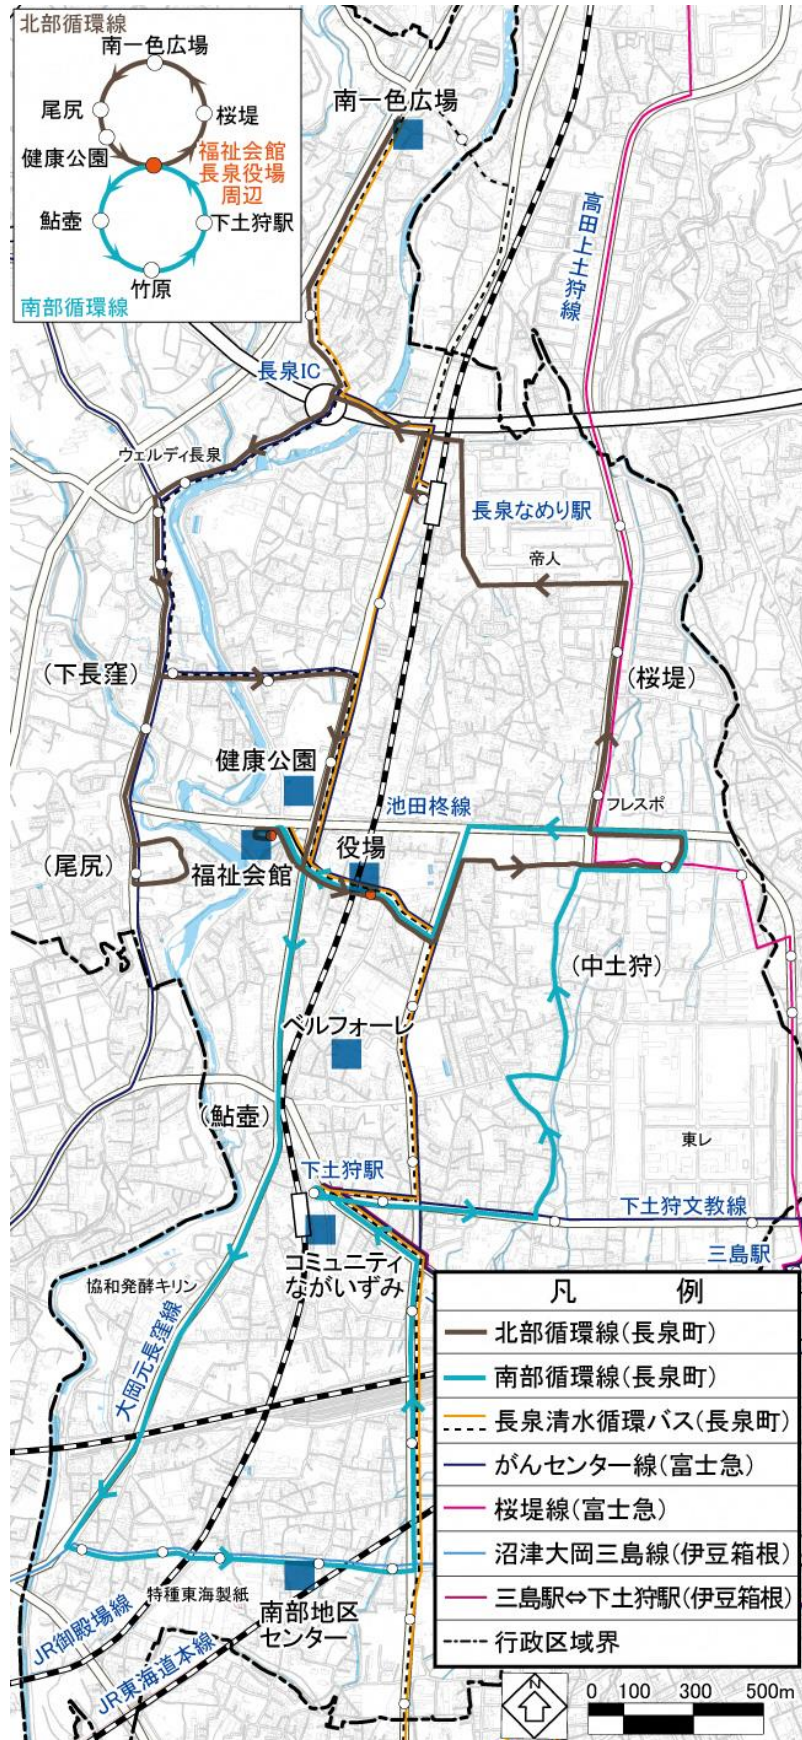 北部循環線
南一色広場
尾尻
桜堤
健康公園
福祉会館
長泉役場
周辺
鮎壺
下土狩駅
竹原
南部循環線
南一色広場
高田上土狩線
長泉IC
ウェルディ長泉
長泉なめり駅
帝人
(下長窪)
(桜堤)
健康公園
池田柊線
フレスポ
(尾尻)
福祉会館
役場
(中土狩)
ベルフォーレ
(鮎壺)
東レ
下土狩駅
下土狩文教線
三島駅
コミュニティ
ながいずみ
協和発酵キリン
大岡元長窪線
特種東海製紙
南部地区
センター
JR御殿場線
JR東海道本線
凡 例
北部循環線(長泉町)
南部循環線(長泉町)
長泉清水循環バス(長泉町)
がんセンター線(富士急)
桜堤線(富士急)
沼津大岡三島線(伊豆箱根)
三島駅⇔下土狩駅(伊豆箱根)
行政区域界
N
0 100 300 500m